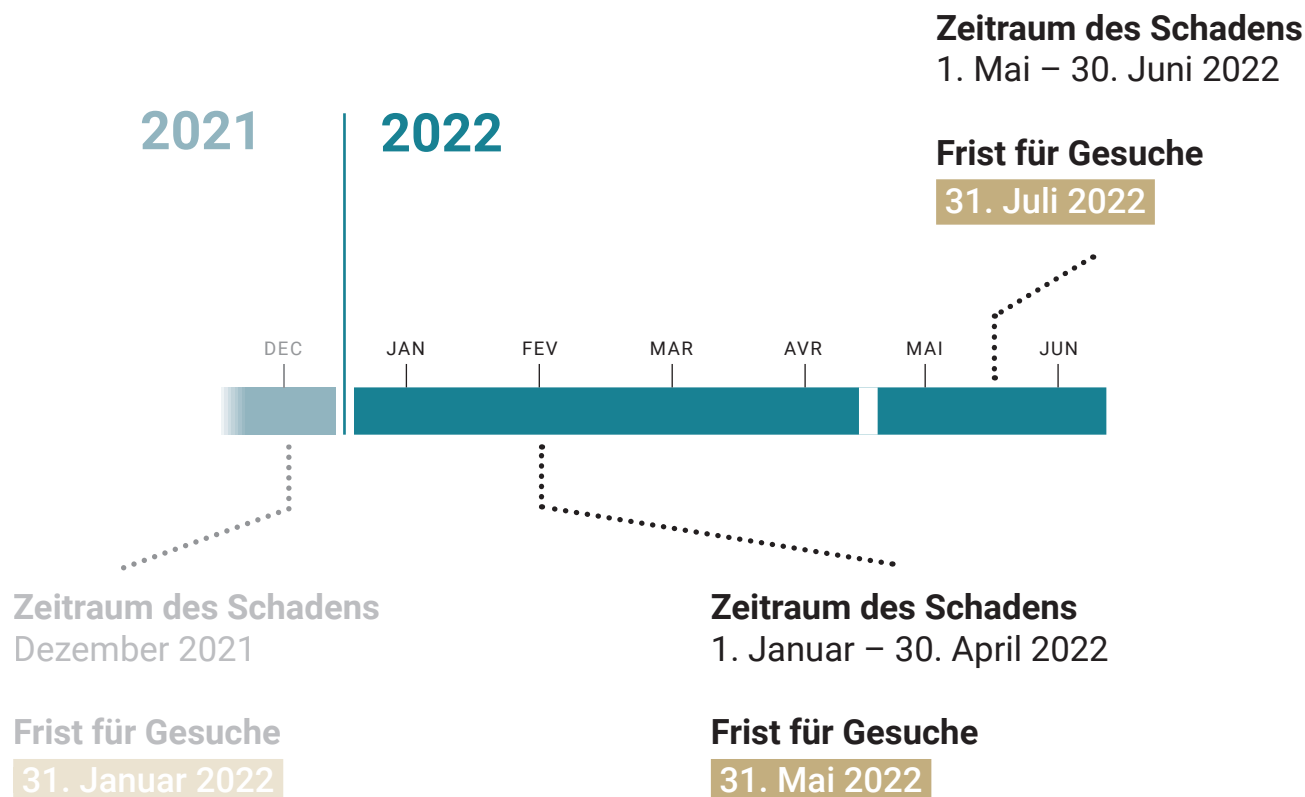 Zeitraum des Schadens
1. Mai – 30. Juni 2022
Frist für Gesuche
31. Juli 2022
2021
2022
DEC
JAN
FEV
MAR
AVR
MAI
JUN
Zeitraum des Schadens
Dezember 2021
Frist für Gesuche
31. Januar 2022
Zeitraum des Schadens
1. Januar – 30. April 2022
Frist für Gesuche
31. Mai 2022